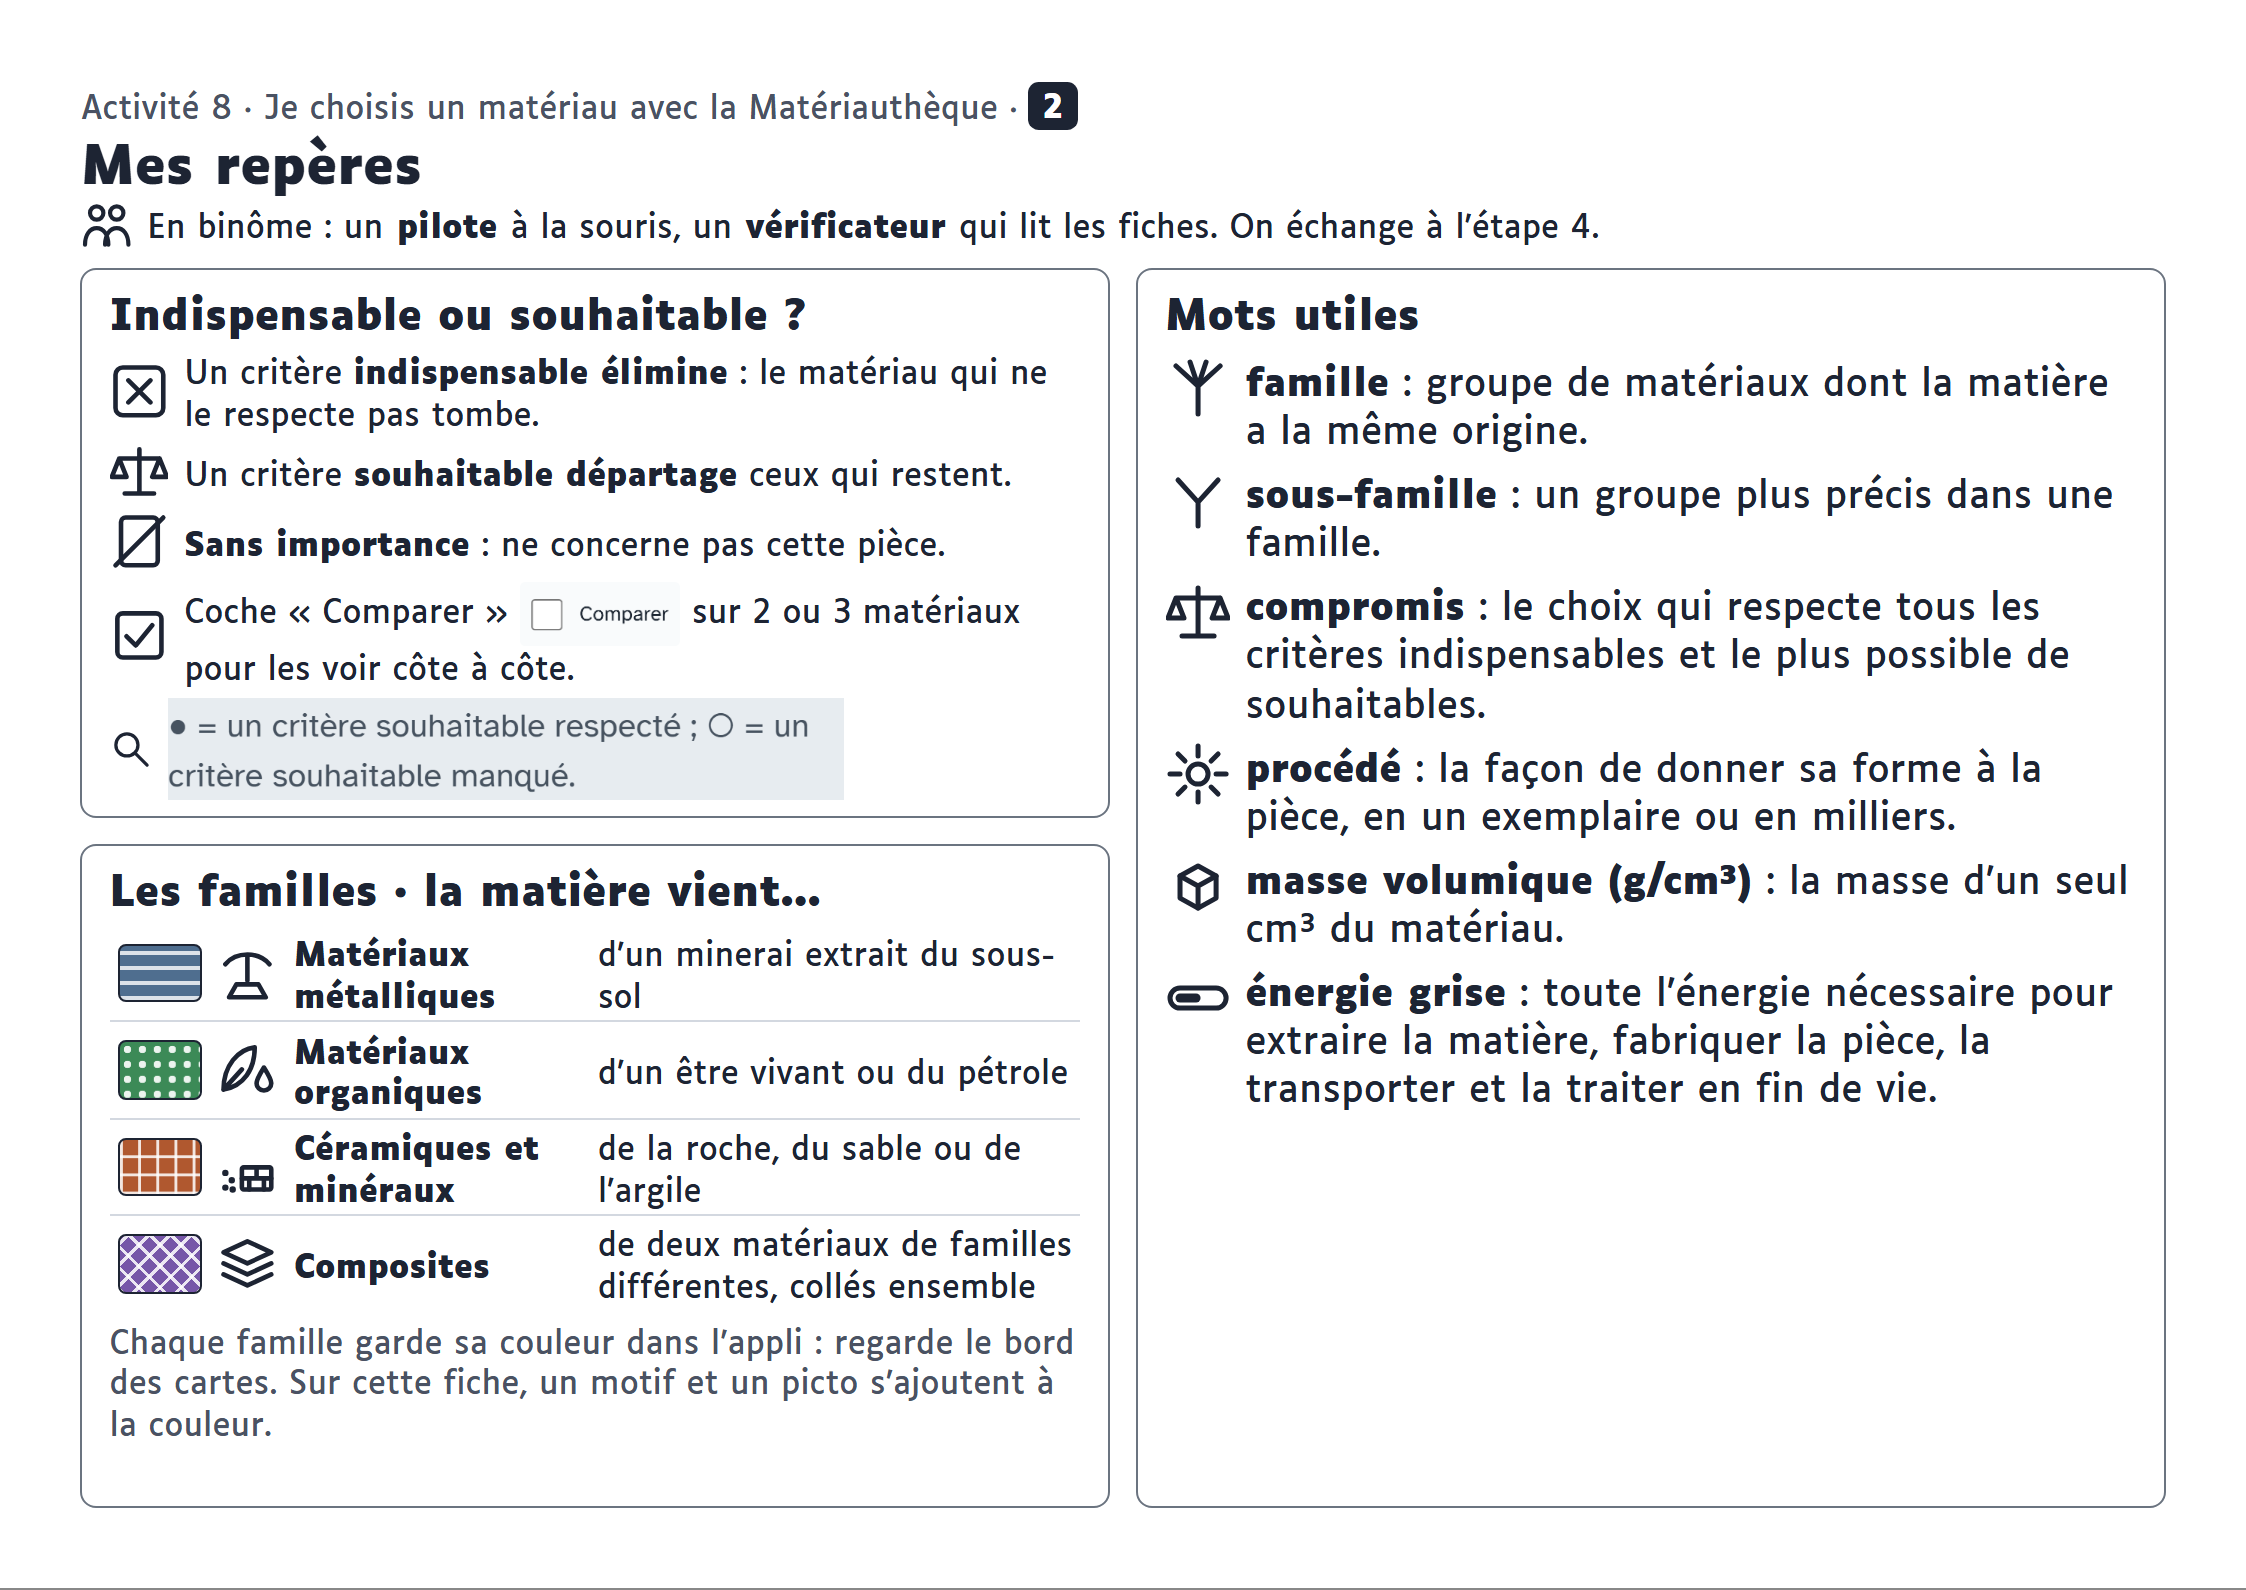 Activité 8 · Je choisis un matériau avec la Matériauthèque · 2
Mes repères
En binôme : un pilote à la souris, un vérificateur qui lit les fiches. On échange à l’étape 4.
Indispensable ou souhaitable ?
Un critère indispensable élimine : le matériau qui ne
le respecte pas tombe.
Un critère souhaitable départage ceux qui restent.
Sans importance : ne concerne pas cette pièce.
Coche « Comparer » Comparer sur 2 ou 3 matériaux
pour les voir côte à côte.
● = un critère souhaitable respecté ; ○ = un
critère souhaitable manqué.
Les familles · la matière vient…
Matériaux
métalliques
d’un minerai extrait du sous-
sol
Matériaux
organiques
d’un être vivant ou du pétrole
Céramiques et
minéraux
de la roche, du sable ou de
l’argile
Composites
de deux matériaux de familles
différentes, collés ensemble
Chaque famille garde sa couleur dans l’appli : regarde le bord
des cartes. Sur cette fiche, un motif et un picto s’ajoutent à
la couleur.
Mots utiles
famille : groupe de matériaux dont la matière
a la même origine.
sous-famille : un groupe plus précis dans une
famille.
compromis : le choix qui respecte tous les
critères indispensables et le plus possible de
souhaitables.
procédé : la façon de donner sa forme à la
pièce, en un exemplaire ou en milliers.
masse volumique (g/cm³) : la masse d’un seul
cm³ du matériau.
énergie grise : toute l’énergie nécessaire pour
extraire la matière, fabriquer la pièce, la
transporter et la traiter en fin de vie.